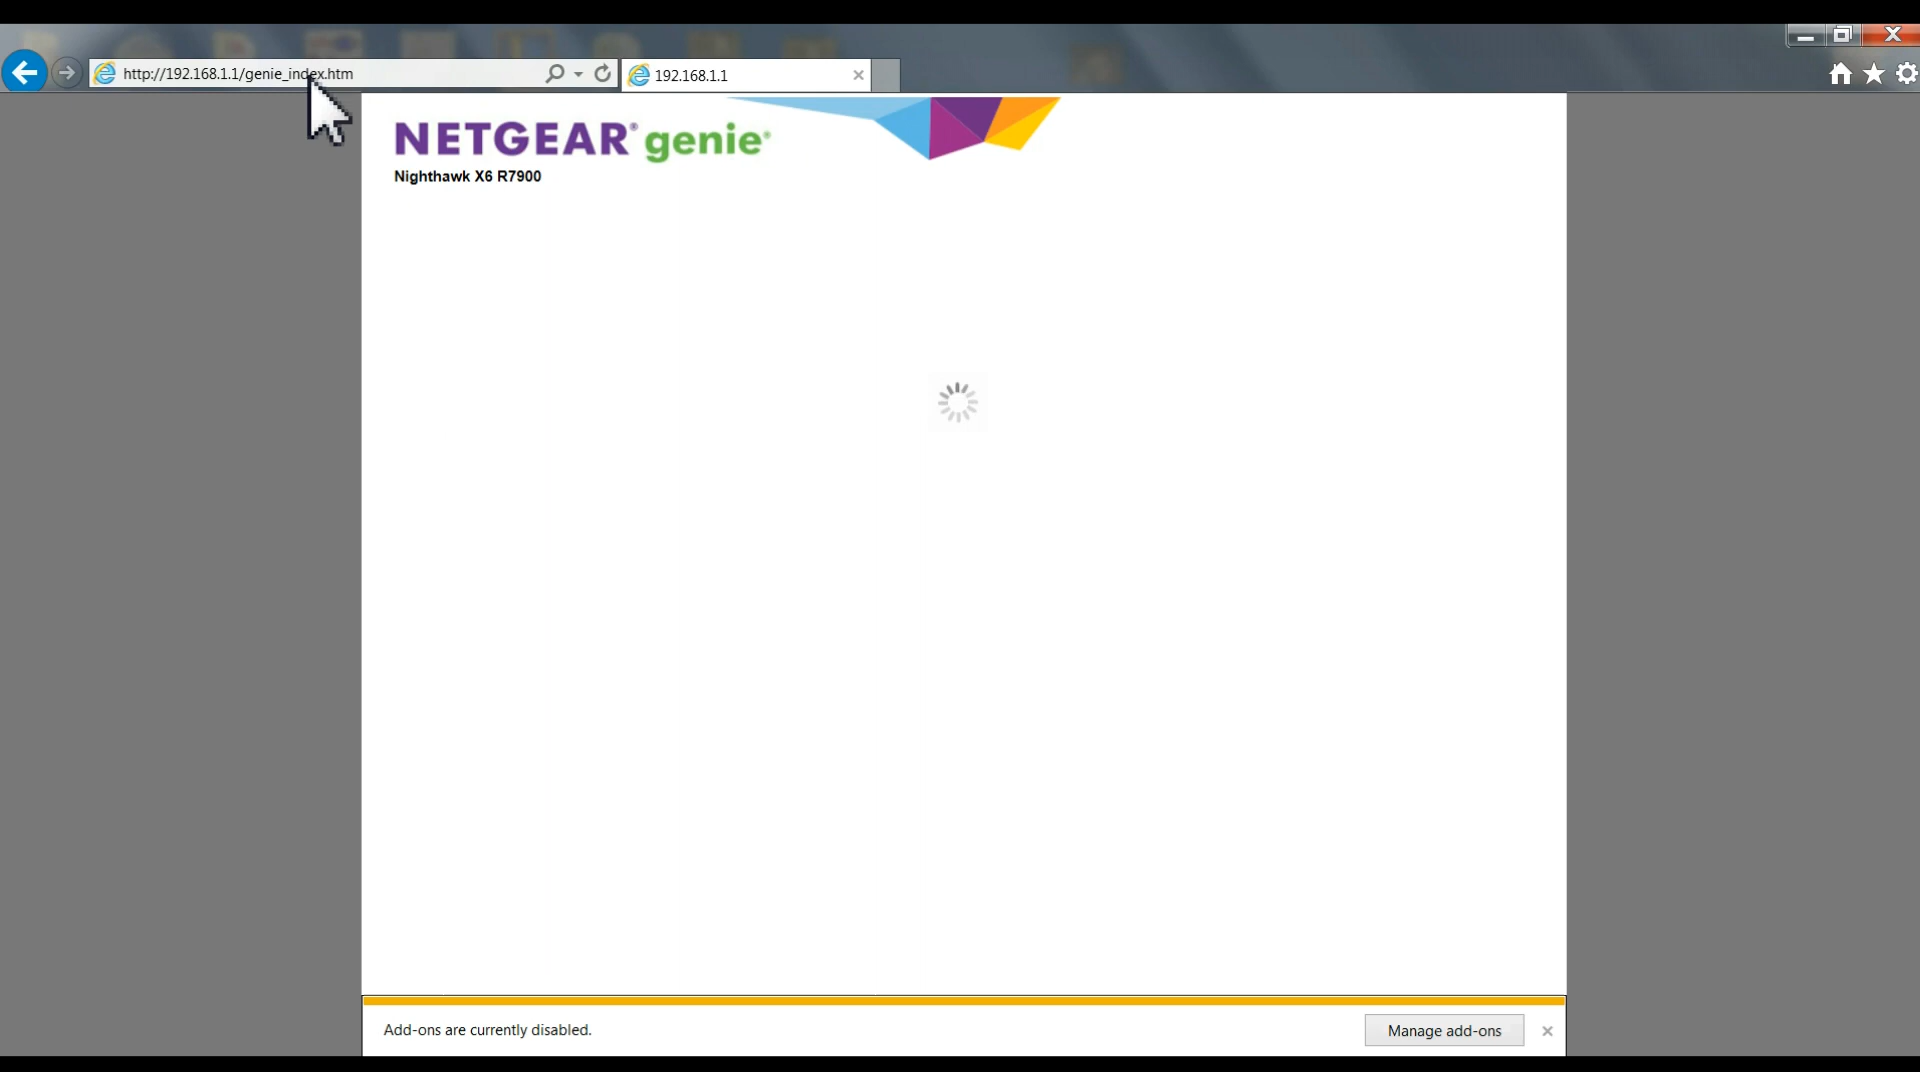 http://192.168.1.1/genie_index.htm
192.168.1.1
NETGEAR® genie®
Nighthawk X6 R7900
Add-ons are currently disabled.
Manage add-ons